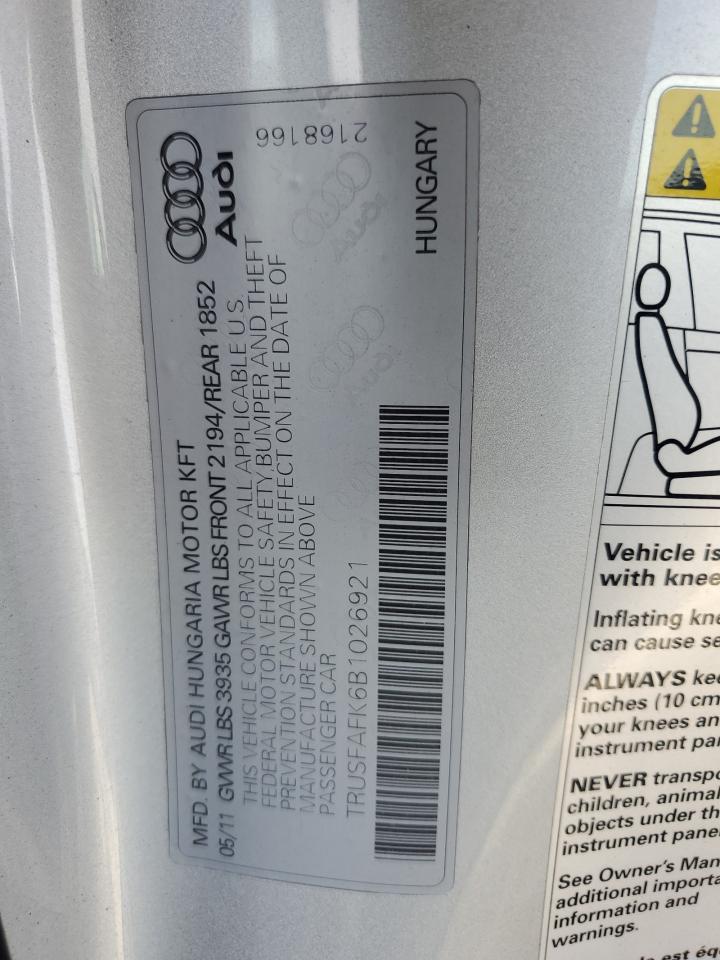 MFD. BY AUDI HUNGARIA MOTOR KFT
05/11 GVWR LBS 3935 GAWR LBS FRONT 2194/REAR 1852
THIS VEHICLE CONFORMS TO ALL APPLICABLE U.S.
FEDERAL MOTOR VEHICLE SAFETY,BUMPER AND THEFT
PREVENTION STANDARDS IN EFFECT ON THE DATE OF
MANUFACTURE SHOWN ABOVE
PASSENGER CAR
TRUSFAFK6B1026921
Audi
2168166
HUNGARY
Vehicle is
with knee
Inflating kne
can cause se
ALWAYS kee
inches (10 cm
your knees an
instrument pa
NEVER transpo
children, animal
objects under th
instrument pane
See Owner's Man
additional importa
information and
warnings.
est éq